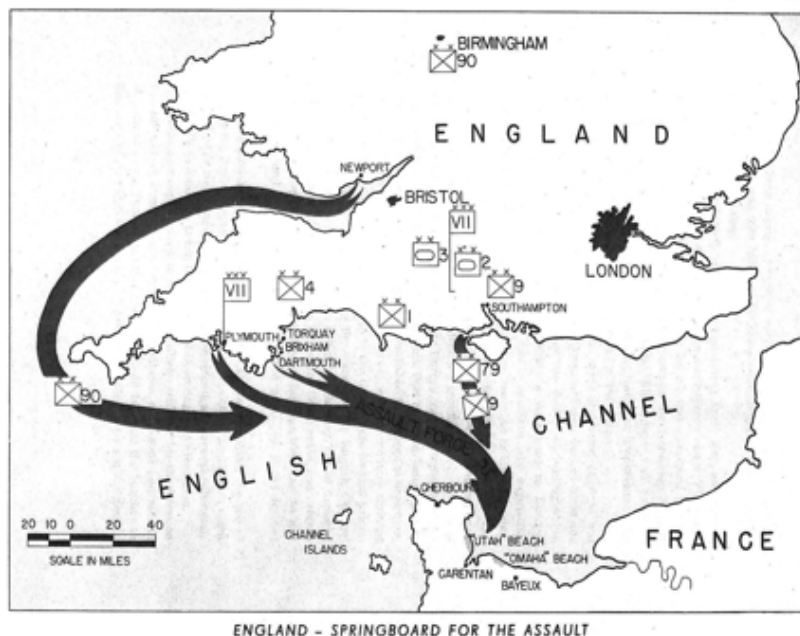 BIRMINGHAM
90
ENGLAND
NEWPORT
BRISTOL
VII
3
2
LONDON
VII
4
9
SOUTHAMPTON
1
PLYMOUTH
TORQUAY
BRIXHAM
DARTMOUTH
79
90
9
ASSAULT FORCE
CHANNEL
ENGLISH
CHERBOURG
20 10 0 20 40
SCALE IN MILES
CHANNEL
ISLANDS
"UTAH" BEACH
"OMAHA" BEACH
FRANCE
CARENTAN
BAYEUX
ENGLAND – SPRINGBOARD FOR THE ASSAULT